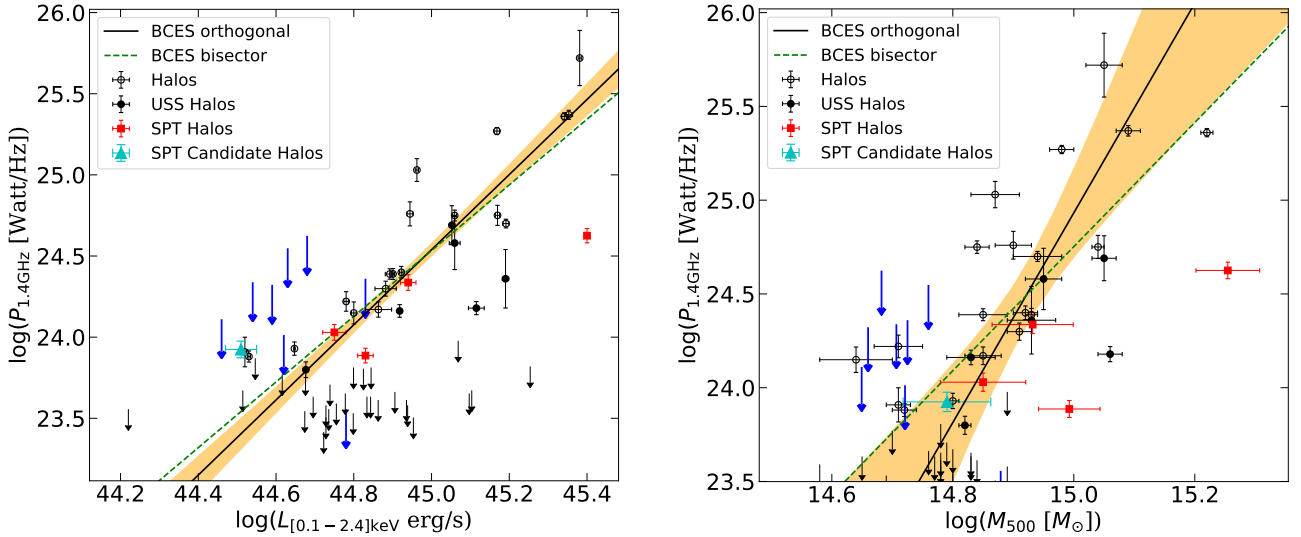 26.0
25.5
25.0
24.5
24.0
23.5
44.2 44.4 44.6 44.8 45.0 45.2 45.4
log(P1.4GHz [Watt/Hz])
log(L[0.1−2.4]keV erg/s)
BCES orthogonal
BCES bisector
Halos
USS Halos
SPT Halos
SPT Candidate Halos
26.0
25.5
25.0
24.5
24.0
23.5
14.6 14.8 15.0 15.2
log(P1.4GHz [Watt/Hz])
log(M500 [M⊙])
BCES orthogonal
BCES bisector
Halos
USS Halos
SPT Halos
SPT Candidate Halos